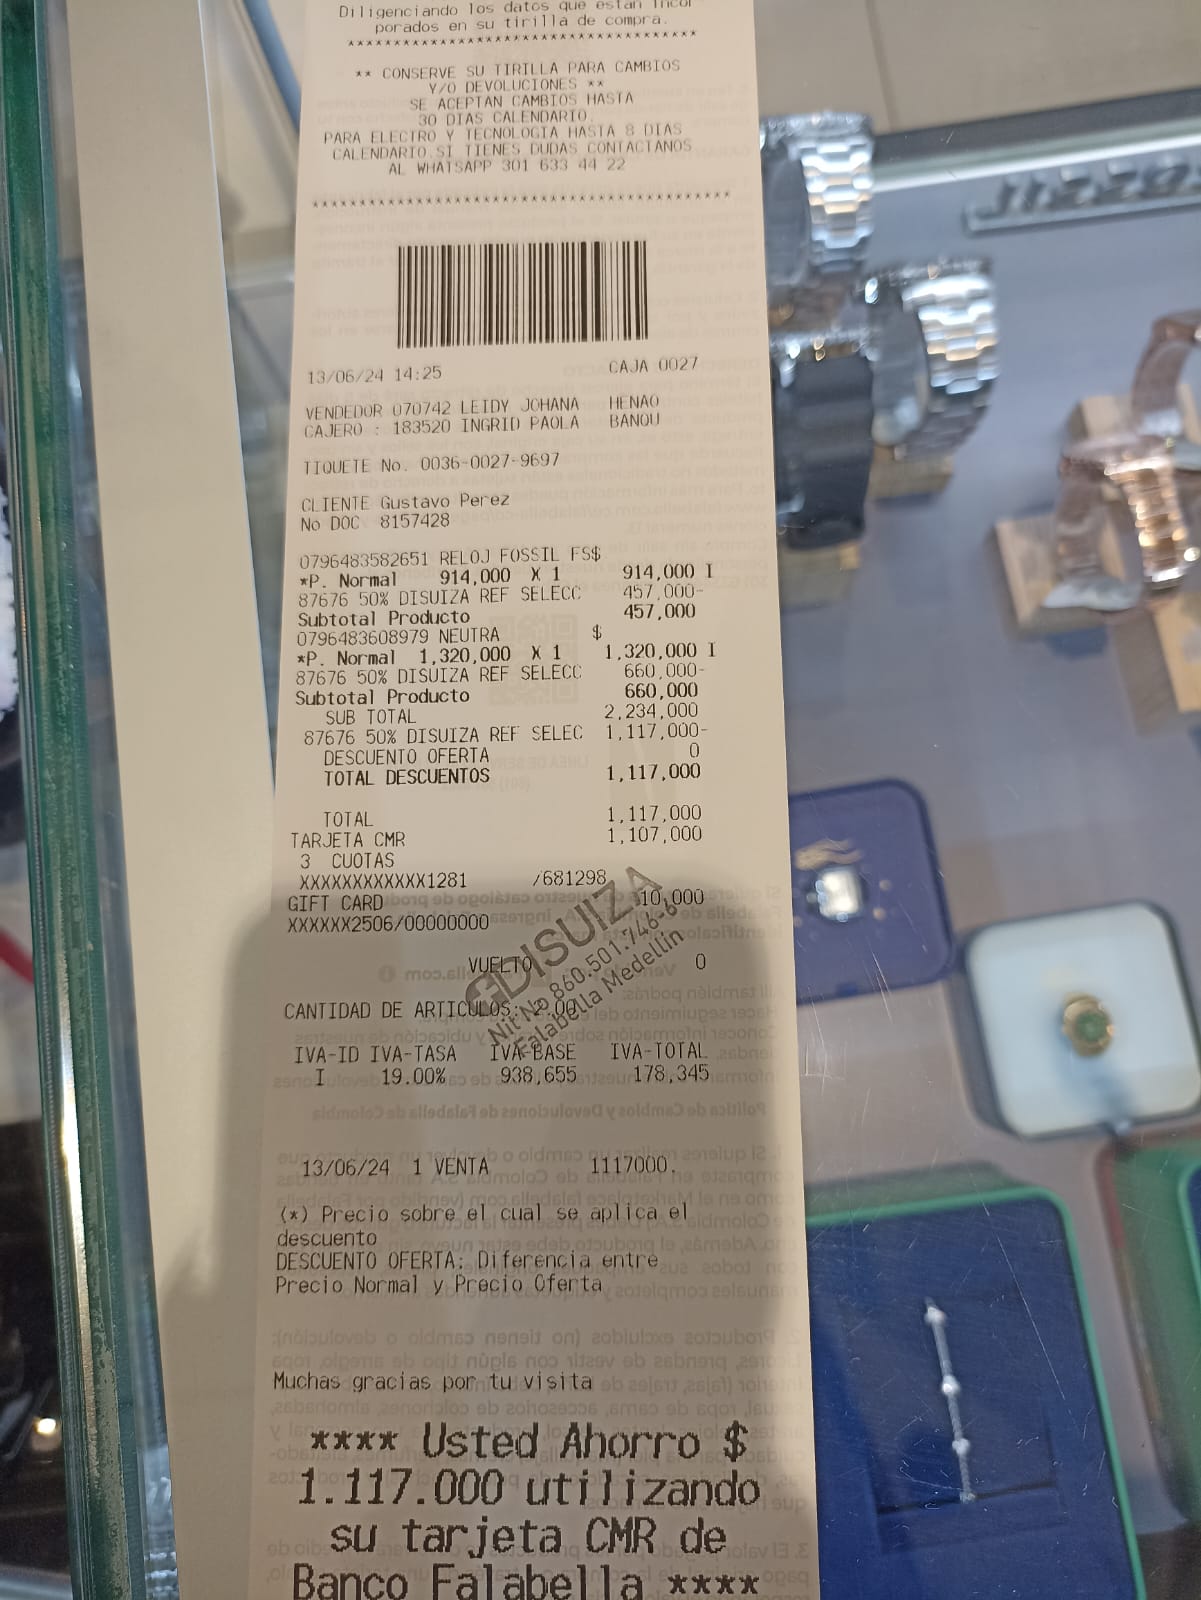 Diligenciando los datos que están incor
porados en su tirilla de compra.
****************************************
** CONSERVE SU TIRILLA PARA CAMBIOS
Y/O DEVOLUCIONES **
SE ACEPTAN CAMBIOS HASTA
30 DIAS CALENDARIO.
PARA ELECTRO Y TECNOLOGIA HASTA 8 DIAS
CALENDARIO.SI TIENES DUDAS CONTACTANOS
AL WHATSAPP 301 633 44 22
****************************************
13/06/24 14:25 CAJA 0027
VENDEDOR 070742 LEIDY JOHANA HENAO
CAJERO : 183520 INGRID PAOLA BANQU
TIQUETE No. 0036-0027-9697
CLIENTE Gustavo Perez
No DOC 8157428
0796483582651 RELOJ FOSSIL FS$
*P. Normal 914,000 X 1 914,000 I
87676 50% DISUIZA REF SELECC 457,000-
Subtotal Producto 457,000
0796483608979 NEUTRA $
*P. Normal 1,320,000 X 1 1,320,000 I
87676 50% DISUIZA REF SELECC 660,000-
Subtotal Producto 660,000
SUB TOTAL 2,234,000
87676 50% DISUIZA REF SELEC 1,117,000-
DESCUENTO OFERTA 0
TOTAL DESCUENTOS 1,117,000
TOTAL 1,117,000
TARJETA CMR 1,107,000
3 CUOTAS
XXXXXXXXXXXX1281 /681298
GIFT CARD 10,000
XXXXXX2506/00000000
VUELTO 0
DISUIZA
Nit No 860.501.746-6
Falabella Medellín
CANTIDAD DE ARTICULOS: 2.00
IVA-ID IVA-TASA IVA-BASE IVA-TOTAL
I 19.00% 938,655 178,345
13/06/24 1 VENTA 1117000.
(*) Precio sobre el cual se aplica el
descuento
DESCUENTO OFERTA: Diferencia entre
Precio Normal y Precio Oferta
Muchas gracias por tu visita
**** Usted Ahorro $
1.117.000 utilizando
su tarjeta CMR de
Banco Falabella ****